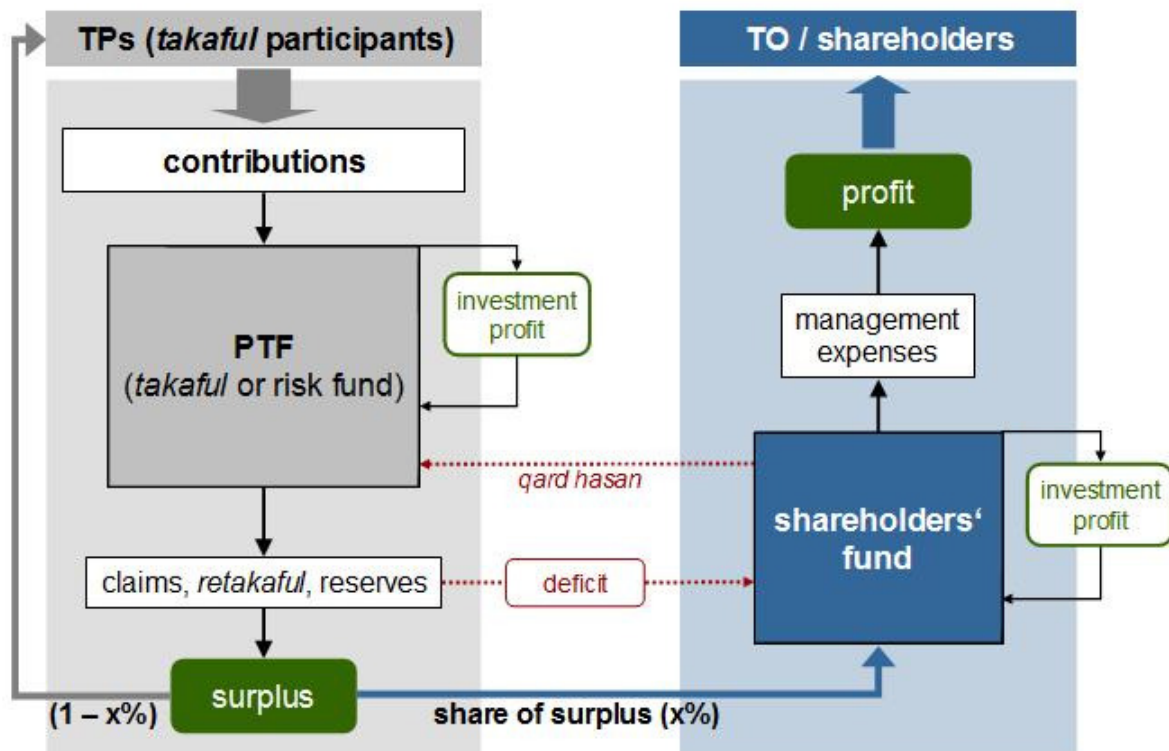 TPs (takaful participants)
TO / shareholders
contributions
profit
investment
profit
PTF
(takaful or risk fund)
management
expenses
qard hasan
shareholders‘
fund
investment
profit
claims, retakaful, reserves
deficit
surplus
(1 – x%)
share of surplus (x%)